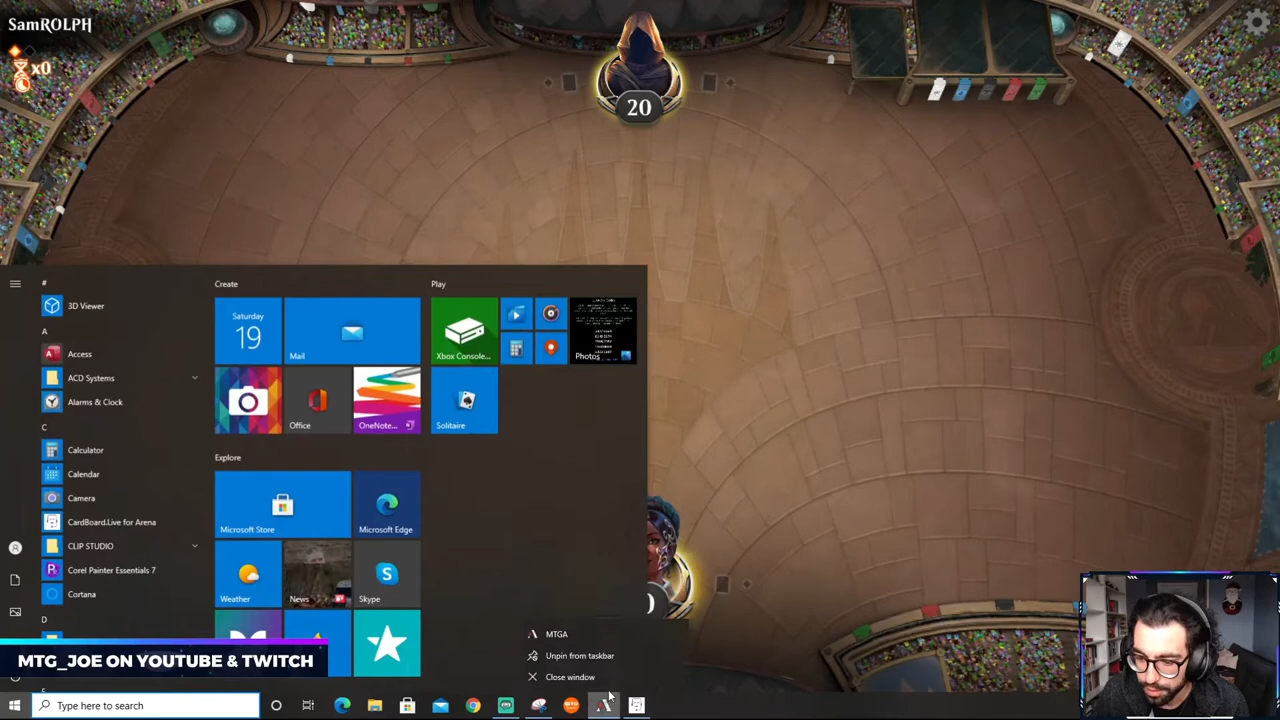 SamROLPH
x0
20
#
3D Viewer
A
Access
ACD Systems
Alarms & Clock
C
Calculator
Calendar
Camera
CardBoard.Live for Arena
CLIP STUDIO
Corel Painter Essentials 7
Cortana
D
Create
Saturday
19
Mail
Office
OneNote...
Explore
Microsoft Store
Microsoft Edge
Weather
News
Skype
Play
Xbox Console...
Photos
Solitaire
MTGA
Unpin from taskbar
Close window
MTG_JOE ON YOUTUBE & TWITCH
Type here to search